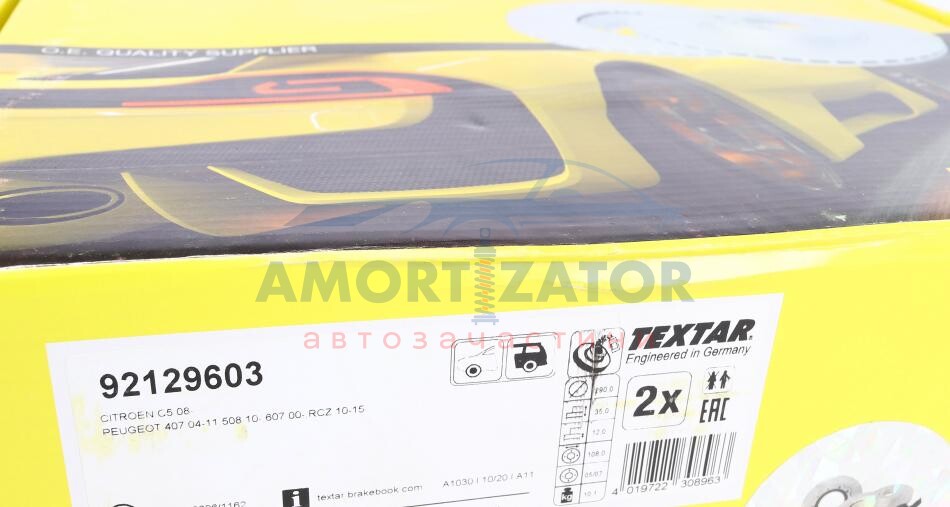 O.E. QUALITY SUPPLIER
AMORTIZATOR
автозапчастини
TEXTAR
Engineered in Germany
92129603
CITROEN C5 08-
PEUGEOT 407 04-11 508 10- 607 00- RCZ 10-15
2x
EAC
290.0
35.0
12.0
108.0
05/07
kg 10.1
textar brakebook.com
A1030 | 10/20 | A11
4 019722 308963